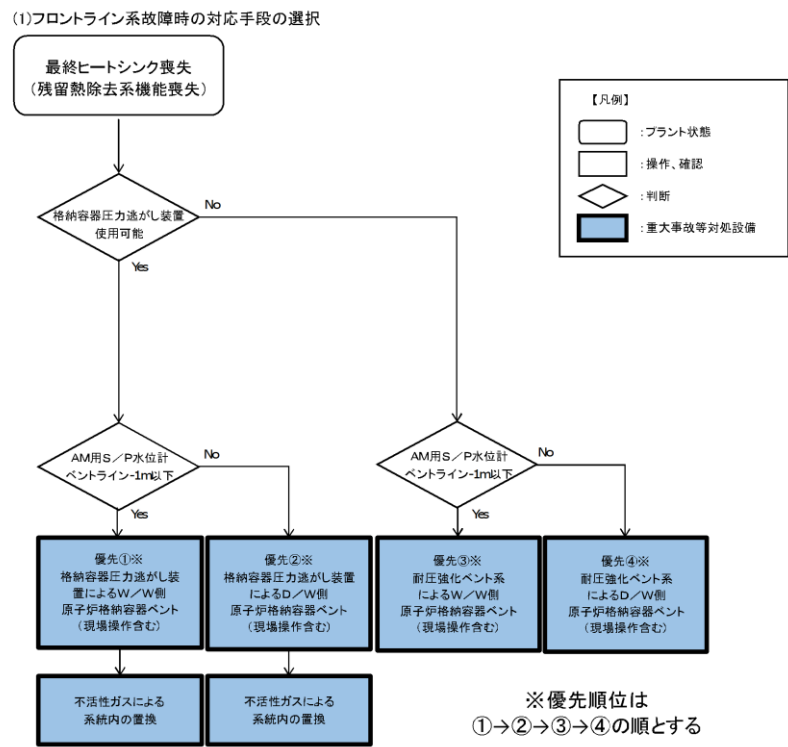 (1)フロントライン系故障時の対応手段の選択
最終ヒートシンク喪失
(残留熱除去系機能喪失)
【凡例】
:プラント状態
:操作、確認
:判断
:重大事故等対処設備
格納容器圧力逃がし装置
使用可能
No
Yes
AM用S/P水位計
ベントライン-1m以下
No
Yes
AM用S/P水位計
ベントライン-1m以下
No
Yes
優先①※
格納容器圧力逃がし装
置によるW/W側
原子炉格納容器ベント
(現場操作含む)
優先②※
格納容器圧力逃がし装置
によるD/W側
原子炉格納容器ベント
(現場操作含む)
優先③※
耐圧強化ベント系
によるW/W側
原子炉格納容器ベント
(現場操作含む)
優先④※
耐圧強化ベント系
によるD/W側
原子炉格納容器ベント
(現場操作含む)
不活性ガスによる
系統内の置換
不活性ガスによる
系統内の置換
※優先順位は
①→②→③→④の順とする